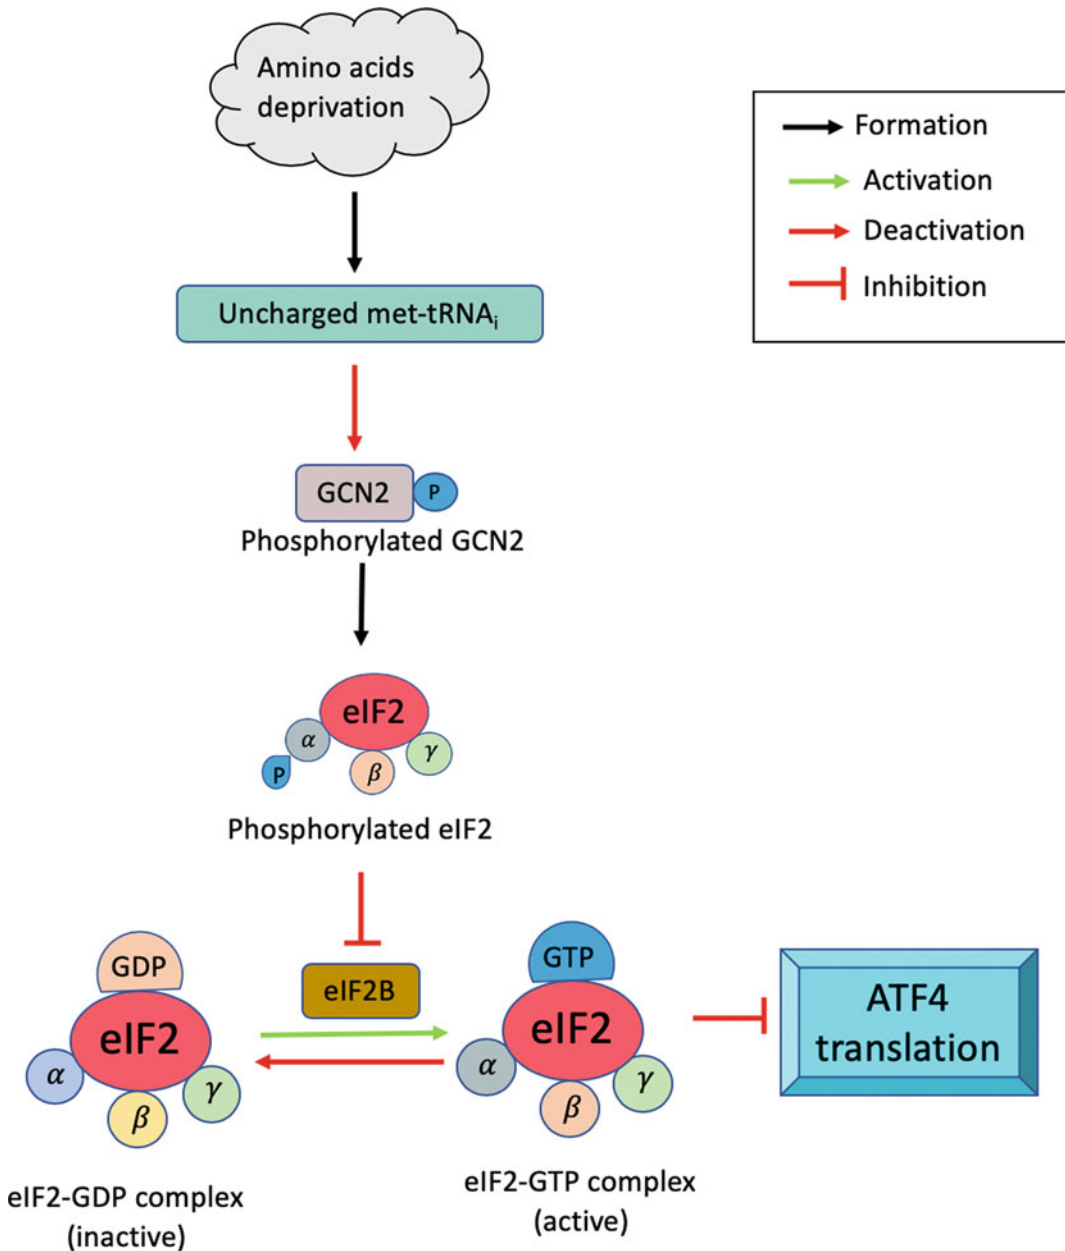 Amino acids
deprivation
Formation
Activation
Deactivation
Inhibition
Uncharged met-tRNAᵢ
GCN2
P
Phosphorylated GCN2
eIF2
α
β
γ
P
Phosphorylated eIF2
GDP
eIF2
α
β
γ
eIF2B
GTP
eIF2
α
β
γ
ATF4
translation
eIF2-GDP complex
(inactive)
eIF2-GTP complex
(active)